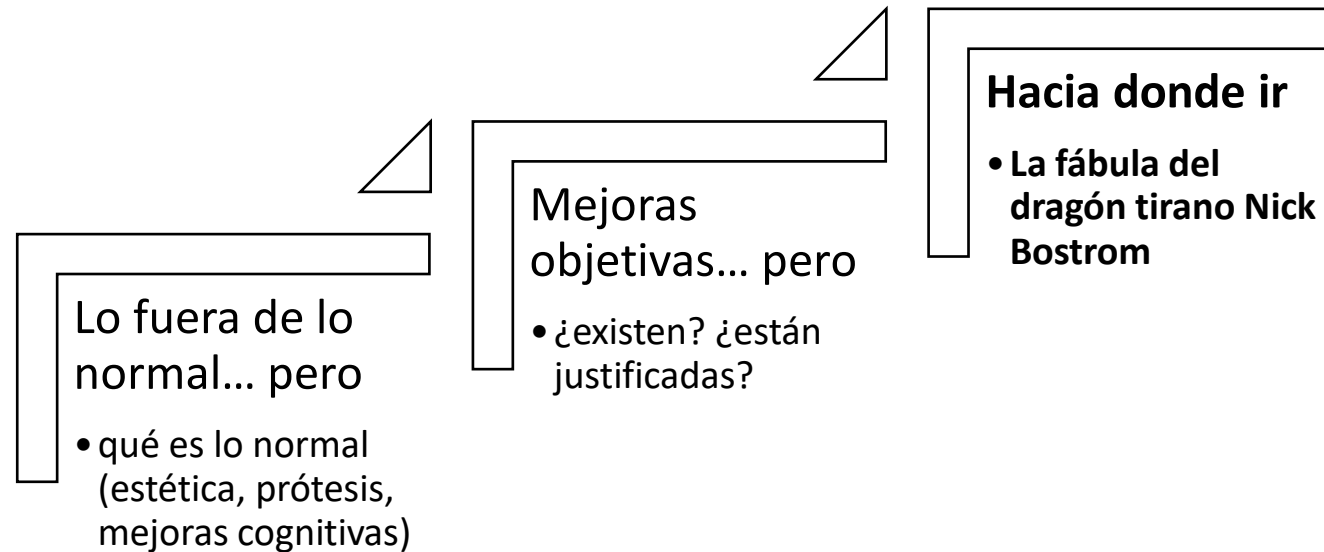 Lo fuera de lo
normal... pero
• qué es lo normal
(estética, prótesis,
mejoras cognitivas)
Mejoras
objetivas... pero
• ¿existen? ¿están
justificadas?
Hacia donde ir
• La fábula del
dragón tirano Nick
Bostrom